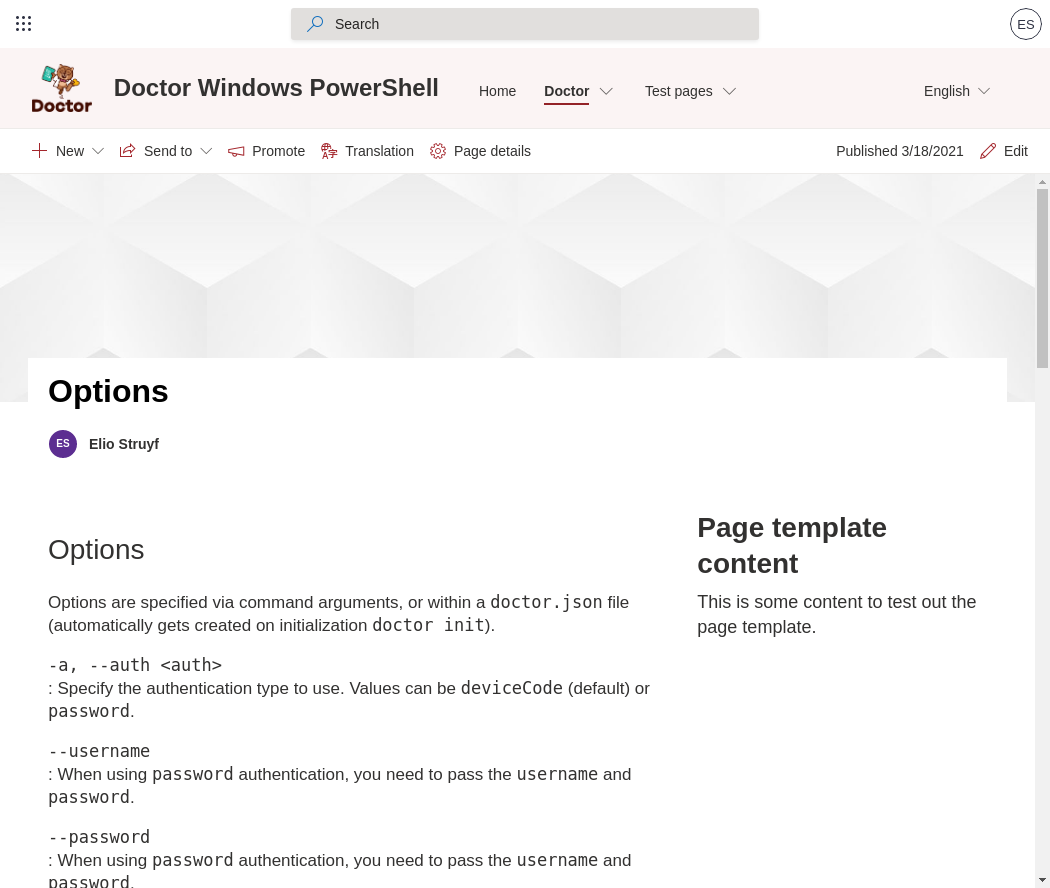 Search
ES
Doctor
Doctor Windows PowerShell
Home
Doctor
Test pages
English
New
Send to
Promote
Translation
Page details
Published 3/18/2021
Edit
Options
ES
Elio Struyf
Options
Options are specified via command arguments, or within a doctor.json file
(automatically gets created on initialization doctor init).
-a, --auth <auth>
: Specify the authentication type to use. Values can be deviceCode (default) or
password.
--username
: When using password authentication, you need to pass the username and
password.
--password
: When using password authentication, you need to pass the username and
password.
Page template
content
This is some content to test out the
page template.